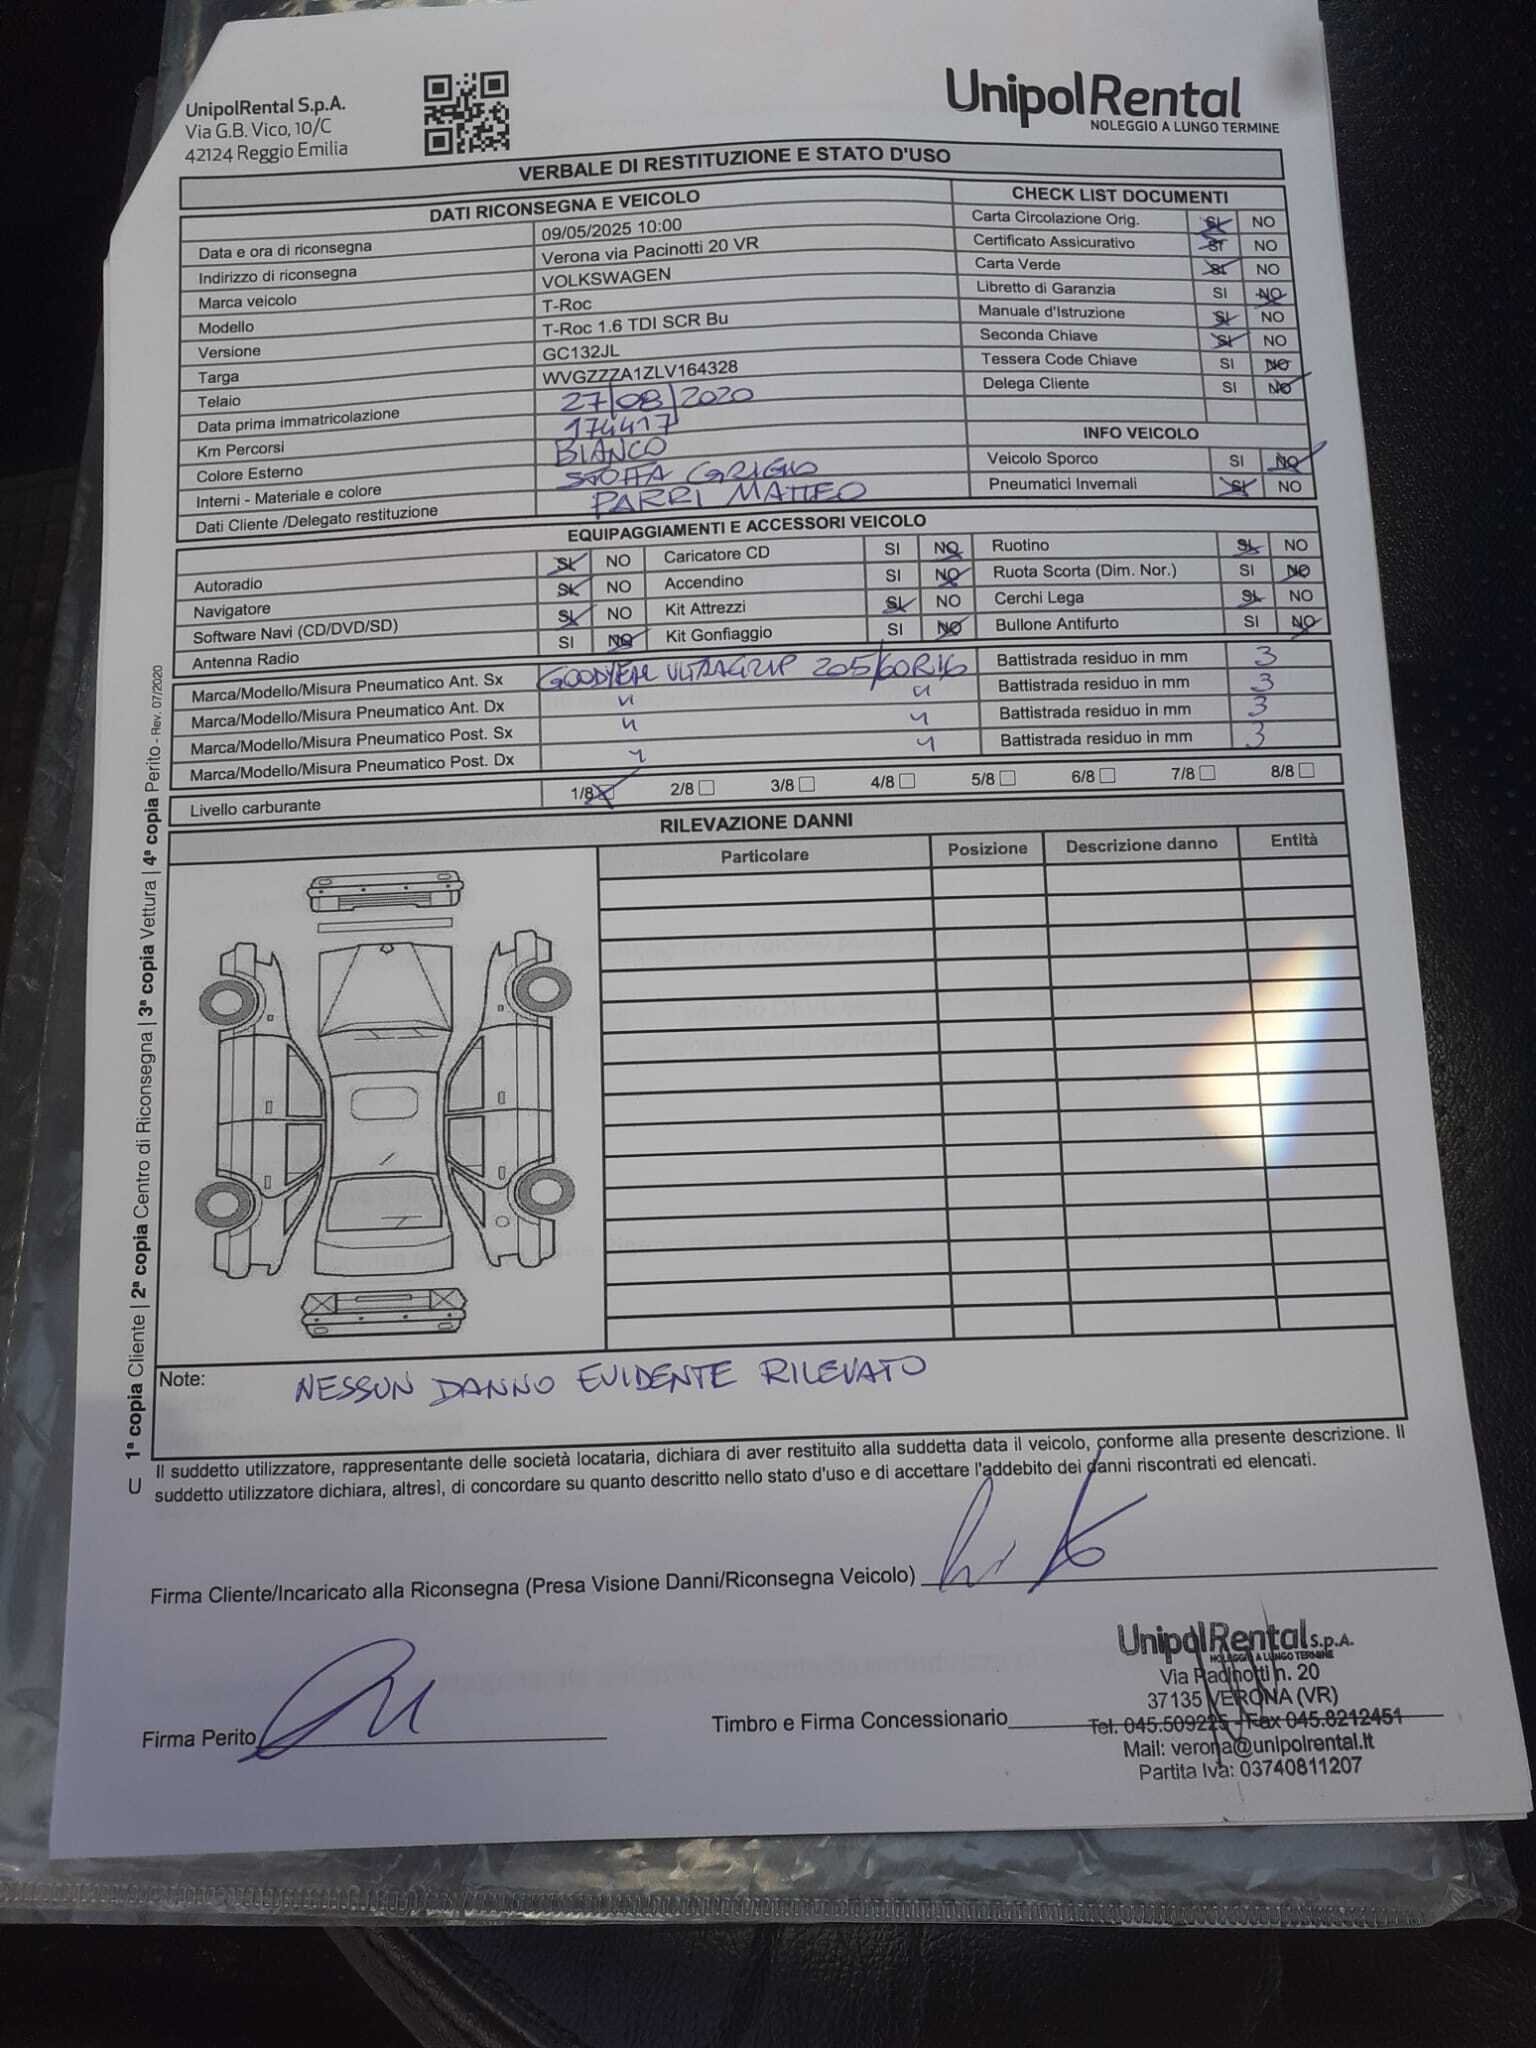 UnipolRental S.p.A.
Via G.B. Vico, 10/C
42124 Reggio Emilia
UnipolRental
NOLEGGIO A LUNGO TERMINE
VERBALE DI RESTITUZIONE E STATO D'USO
DATI RICONSEGNA E VEICOLO
Data e ora di riconsegna 09/05/2025 10:00
Indirizzo di riconsegna Verona via Pacinotti 20 VR
Marca veicolo VOLKSWAGEN
Modello T-Roc
Versione T-Roc 1.6 TDI SCR Bu
Targa GC132JL
Telaio WVGZZZA1ZLV164328
Data prima immatricolazione 27/08/2020
Km Percorsi 174417
Colore Esterno BIANCO
Interni - Materiale e colore STOFFA GRIGIO
Dati Cliente /Delegato restituzione PARRI MATTEO
CHECK LIST DOCUMENTI
Carta Circolazione Orig. SI NO
Certificato Assicurativo SI NO
Carta Verde SI NO
Libretto di Garanzia SI NO
Manuale d'Istruzione SI NO
Seconda Chiave SI NO
Tessera Code Chiave SI NO
Delega Cliente SI NO
INFO VEICOLO
Veicolo Sporco SI NO
Pneumatici Invernali SI NO
EQUIPAGGIAMENTI E ACCESSORI VEICOLO
Autoradio SI NO Caricatore CD SI NO Ruotino SI NO
Navigatore SI NO Accendino SI NO Ruota Scorta (Dim. Nor.) SI NO
Software Navi (CD/DVD/SD) SI NO Kit Attrezzi SI NO Cerchi Lega SI NO
Antenna Radio SI NO Kit Gonfiaggio SI NO Bullone Antifurto SI NO
Marca/Modello/Misura Pneumatico Ant. Sx GOODYEAR ULTRAGRIP 205/60R16 Battistrada residuo in mm 3
Marca/Modello/Misura Pneumatico Ant. Dx " " Battistrada residuo in mm 3
Marca/Modello/Misura Pneumatico Post. Sx " " Battistrada residuo in mm 3
Marca/Modello/Misura Pneumatico Post. Dx " " Battistrada residuo in mm 3
Livello carburante 1/8 2/8 3/8 4/8 5/8 6/8 7/8 8/8
RILEVAZIONE DANNI
Particolare Posizione Descrizione danno Entità
Note: NESSUN DANNO EVIDENTE RILEVATO
Il suddetto utilizzatore, rappresentante delle società locataria, dichiara di aver restituito alla suddetta data il veicolo, conforme alla presente descrizione. Il
suddetto utilizzatore dichiara, altresì, di concordare su quanto descritto nello stato d'uso e di accettare l'addebito dei danni riscontrati ed elencati.
Firma Cliente/Incaricato alla Riconsegna (Presa Visione Danni/Riconsegna Veicolo)
Firma Perito
Timbro e Firma Concessionario
UnipolRental S.p.A.
NOLEGGIO A LUNGO TERMINE
Via Pacinotti n. 20
37135 VERONA (VR)
Tel. 045.509225 - Fax 045.8212451
Mail: verona@unipolrental.it
Partita Iva: 03740811207
U 1ª copia Cliente | 2ª copia Centro di Riconsegna | 3ª copia Vettura | 4ª copia Perito - Rev. 07/2020